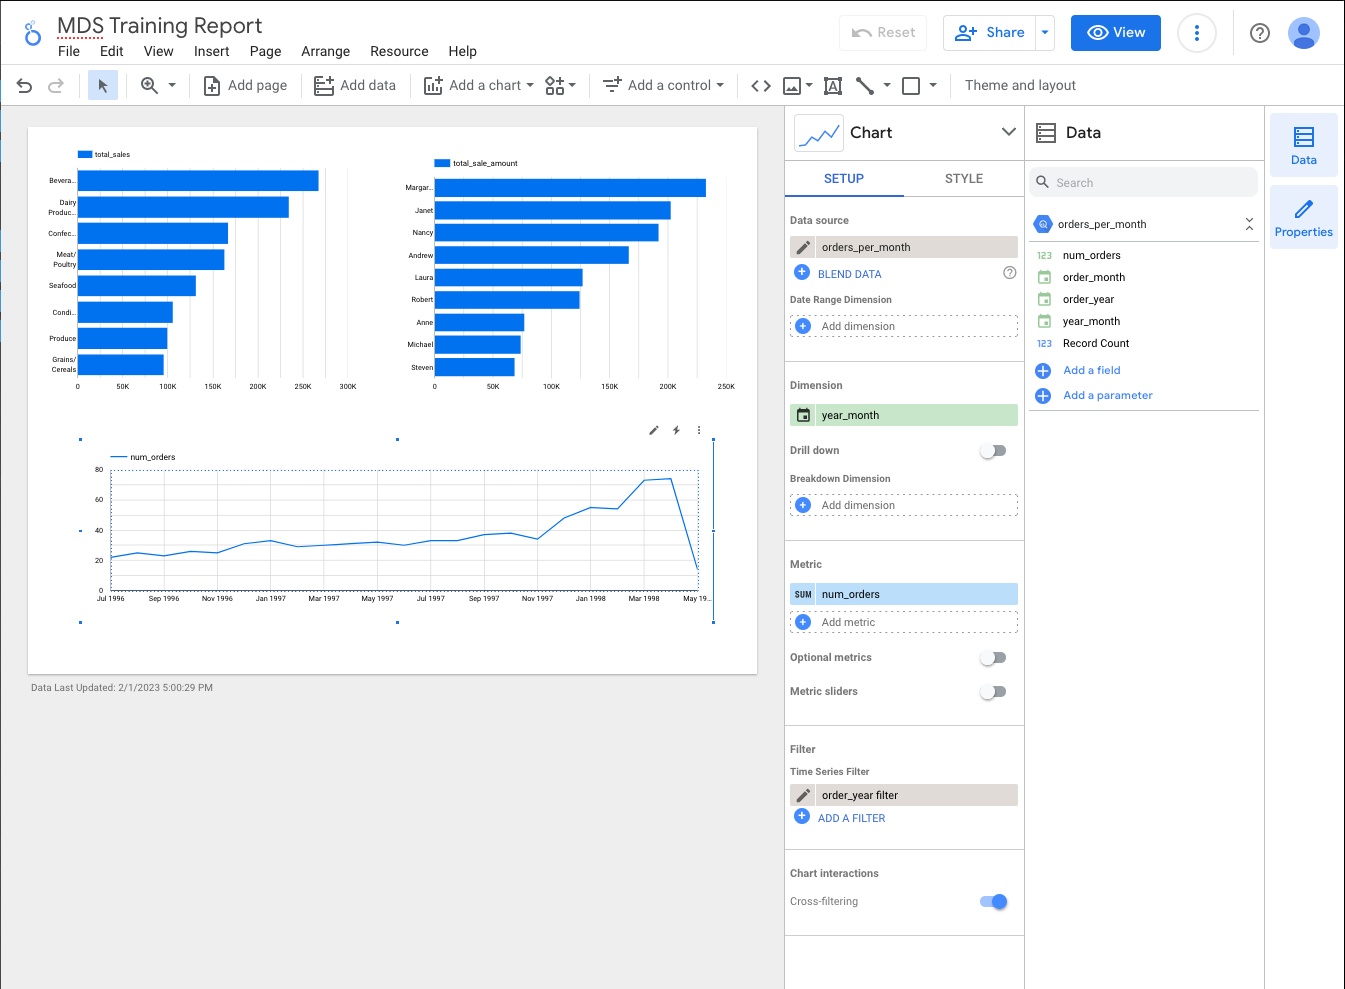 MDS Training Report
File Edit View Insert Page Arrange Resource Help
Reset
Share
View
Add page
Add data
Add a chart
Add a control
Theme and layout
total_sales
Bevera...
Dairy
Produc...
Confec...
Meat/
Poultry
Seafood
Condi...
Produce
Grains/
Cereals
0 50K 100K 150K 200K 250K 300K
total_sale_amount
Margar...
Janet
Nancy
Andrew
Laura
Robert
Anne
Michael
Steven
0 50K 100K 150K 200K 250K
num_orders
80
60
40
20
0
Jul 1996 Sep 1996 Nov 1996 Jan 1997 Mar 1997 May 1997 Jul 1997 Sep 1997 Nov 1997 Jan 1998 Mar 1998 May 19...
Data Last Updated: 2/1/2023 5:00:29 PM
Chart
SETUP STYLE
Data source
orders_per_month
BLEND DATA
Date Range Dimension
Add dimension
Dimension
year_month
Drill down
Breakdown Dimension
Add dimension
Metric
SUM num_orders
Add metric
Optional metrics
Metric sliders
Filter
Time Series Filter
order_year filter
ADD A FILTER
Chart interactions
Cross-filtering
Data
Search
orders_per_month
123 num_orders
order_month
order_year
year_month
123 Record Count
Add a field
Add a parameter
Data
Properties